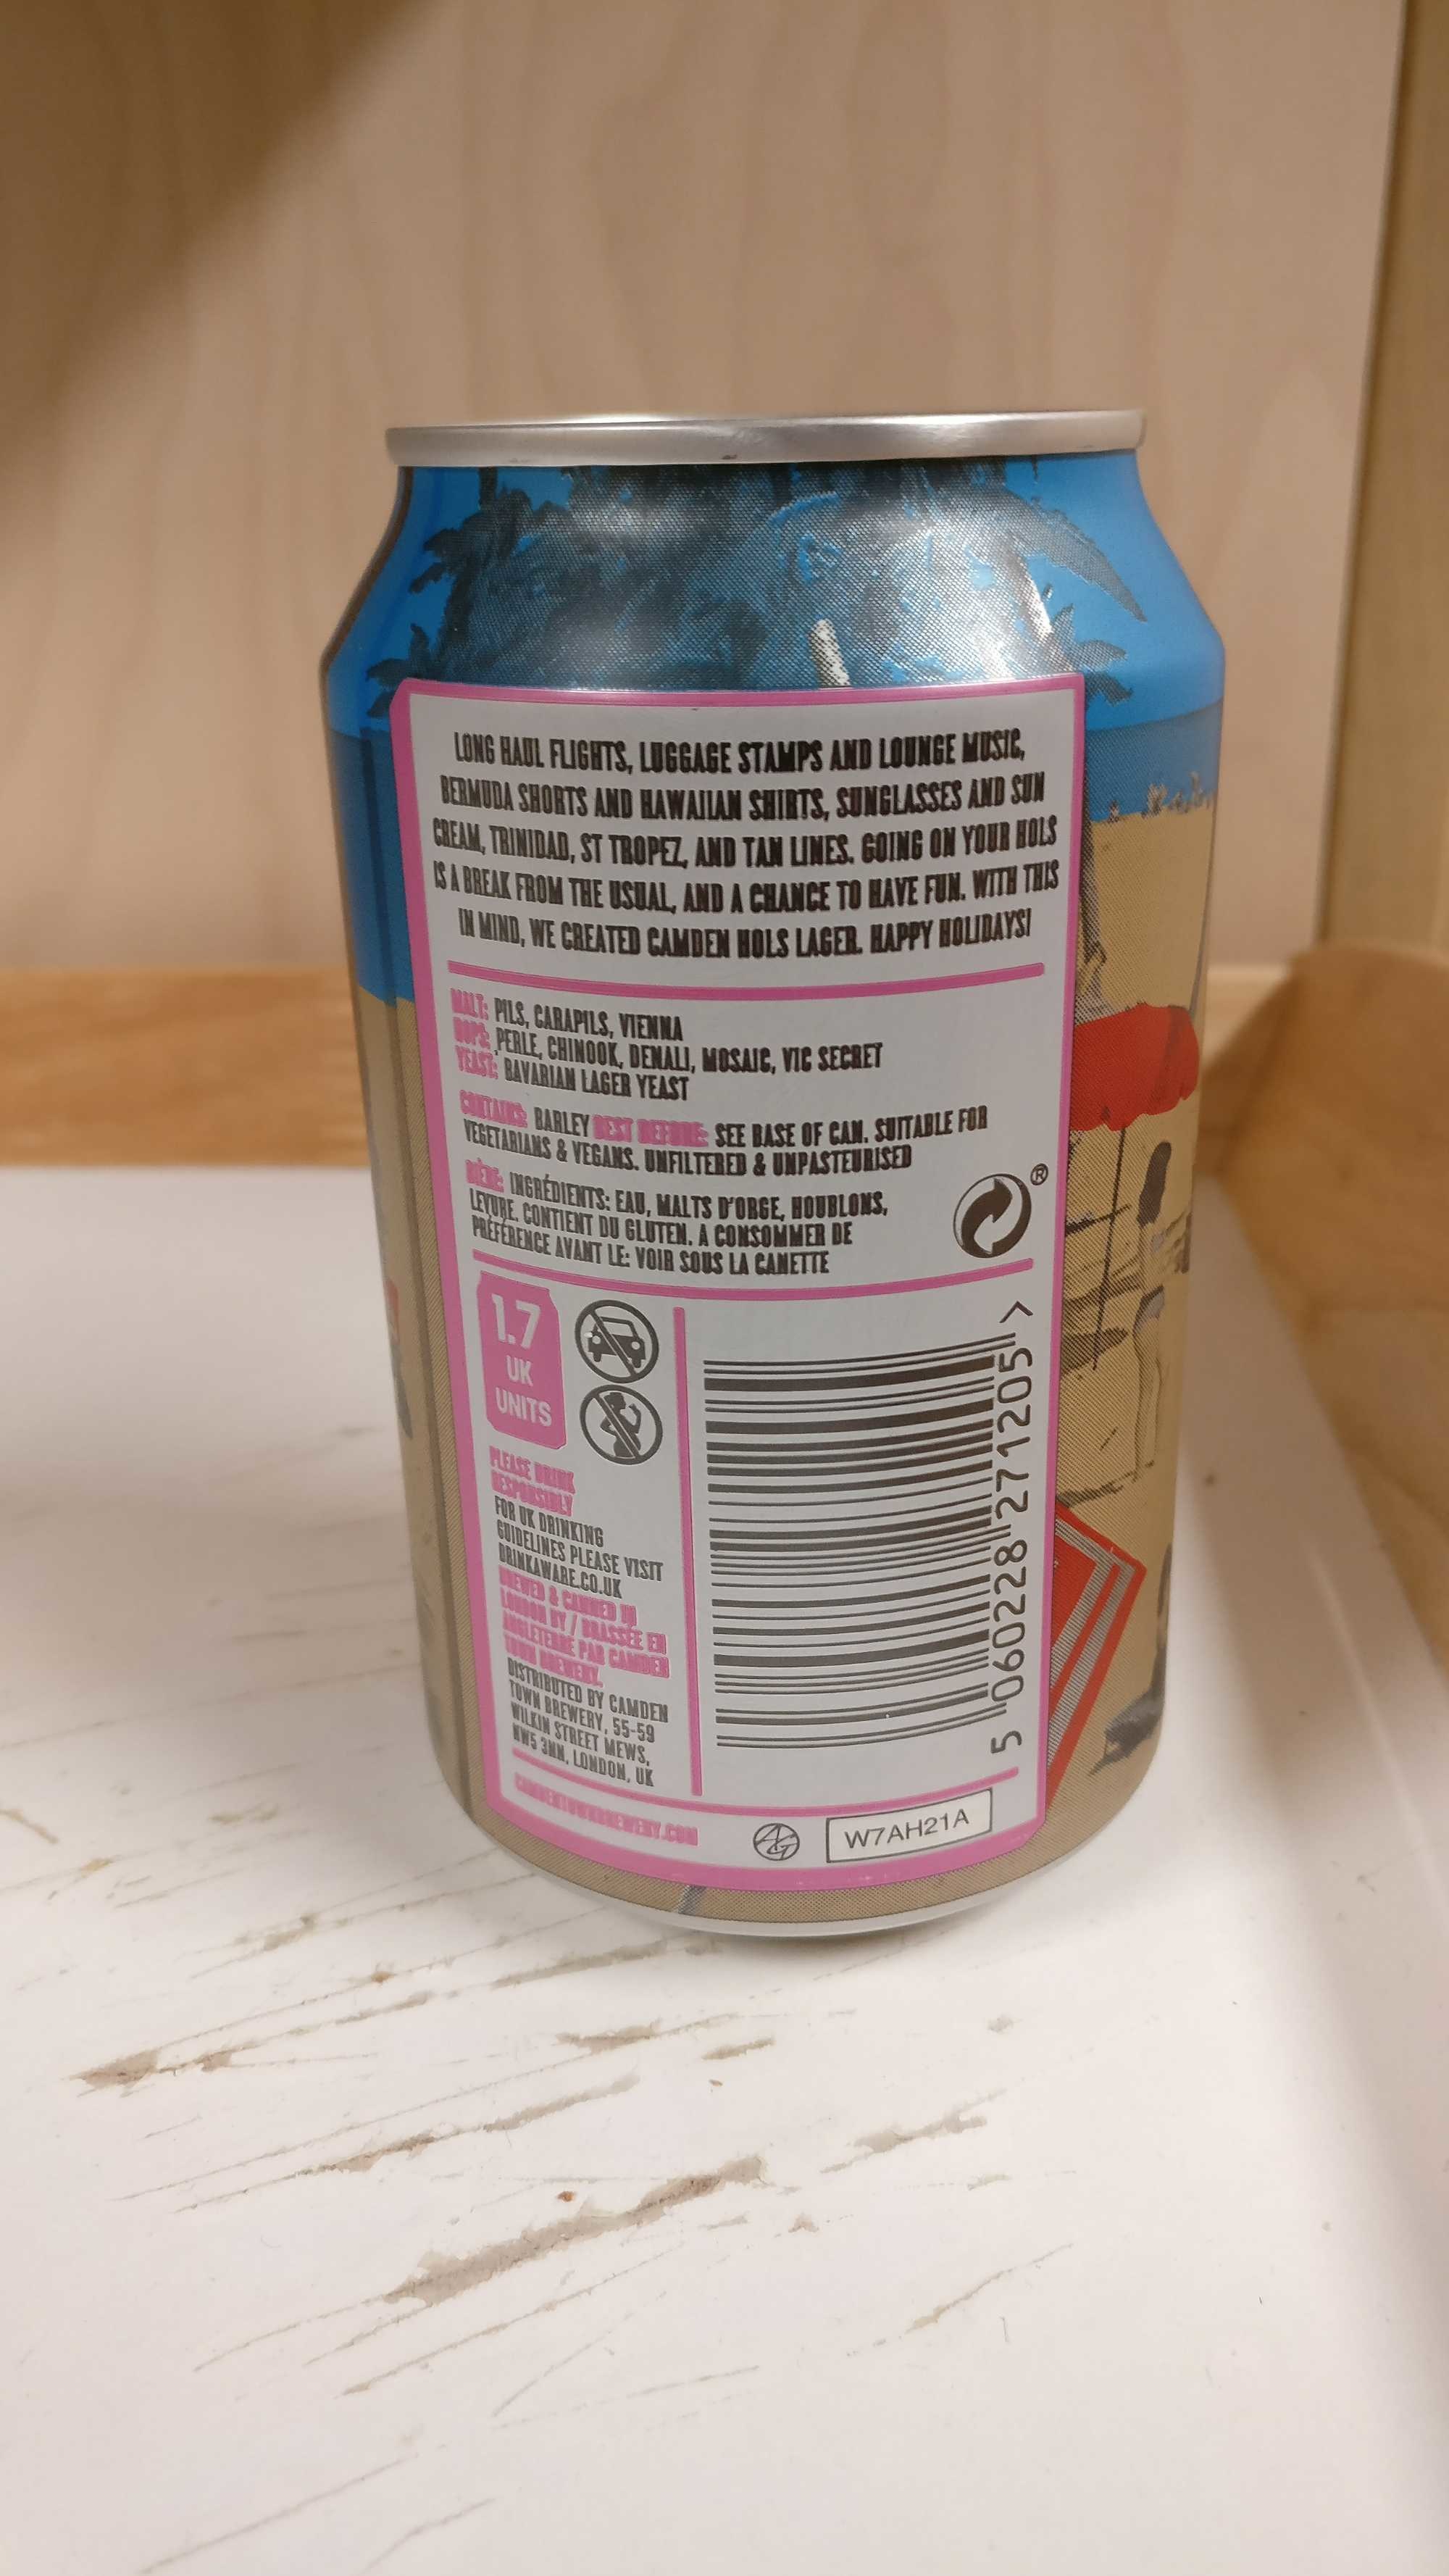 LONG HAUL FLIGHTS, LUGGAGE STAMPS AND LOUNGE MUSIC,
BERMUDA SHORTS AND HAWAIIAN SHIRTS, SUNGLASSES AND SUN
CREAM, TRINIDAD, ST TROPEZ, AND TAN LINES. GOING ON YOUR HOLS
IS A BREAK FROM THE USUAL, AND A CHANCE TO HAVE FUN. WITH THIS
IN MIND, WE CREATED CAMDEN HOLS LAGER. HAPPY HOLIDAYS!
MALT: PILS, CARAPILS, VIENNA
HOPS: PERLE, CHINOOK, DENALI, MOSAIC, VIC SECRET
YEAST: BAVARIAN LAGER YEAST
CONTAINS: BARLEY BEST BEFORE: SEE BASE OF CAN. SUITABLE FOR
VEGETARIANS & VEGANS. UNFILTERED & UNPASTEURISED
BIÈRE: INGRÉDIENTS: EAU, MALTS D'ORGE, HOUBLONS,
LEVURE. CONTIENT DU GLUTEN. A CONSOMMER DE
PRÉFÉRENCE AVANT LE: VOIR SOUS LA CANETTE
®
1.7
UK
UNITS
PLEASE DRINK
RESPONSIBLY
FOR UK DRINKING
GUIDELINES PLEASE VISIT
DRINKAWARE.CO.UK
BREWED & CANNED IN
LONDON BY / BRASSÉE EN
ANGLETERRE PAR CAMDEN
TOWN BREWERY.
DISTRIBUTED BY CAMDEN
TOWN BREWERY, 55-59
WILKIN STREET MEWS,
NW5 3NN, LONDON, UK
5 060228 271205 >
CAMDENTOWNBREWERY.COM
AG
W7AH21A